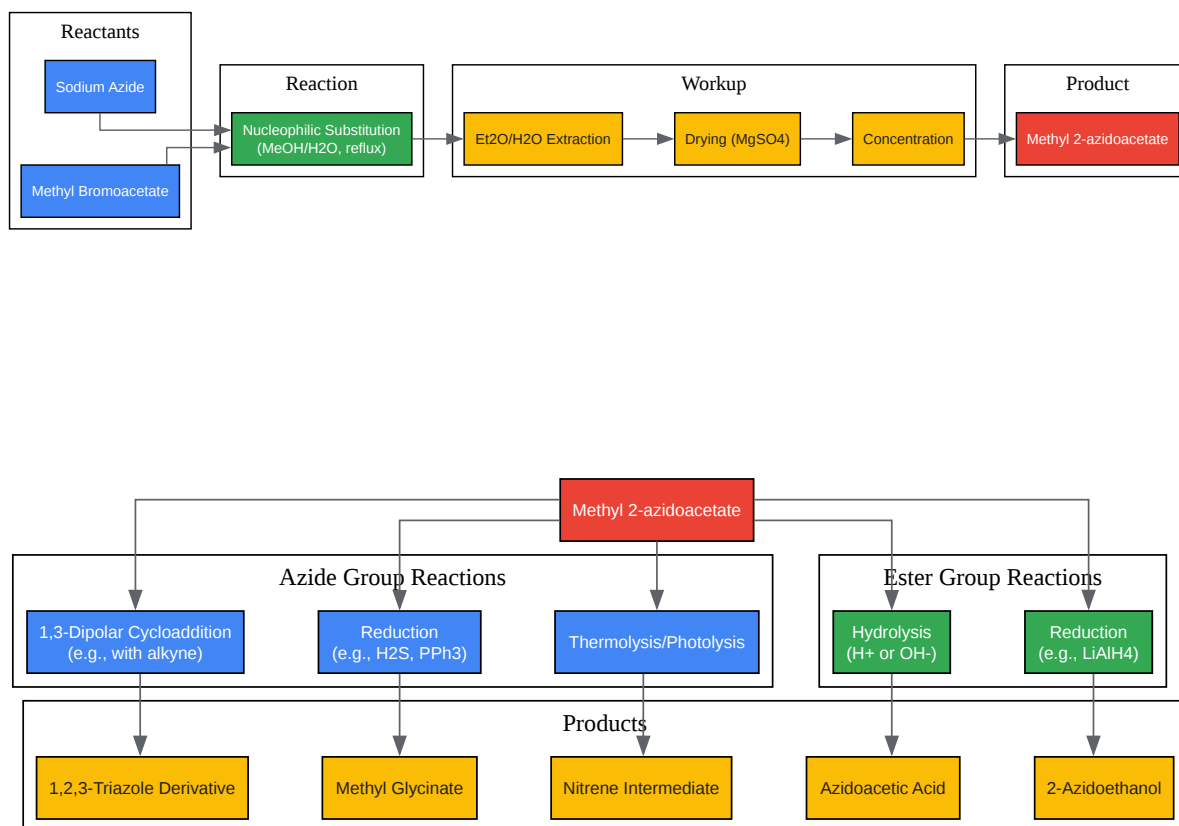 Reactants
Sodium Azide
Methyl Bromoacetate
Reaction
Nucleophilic Substitution
(MeOH/H2O, reflux)
Workup
Et2O/H2O Extraction
Drying (MgSO4)
Concentration
Product
Methyl 2-azidoacetate
Methyl 2-azidoacetate
Azide Group Reactions
1,3-Dipolar Cycloaddition
(e.g., with alkyne)
Reduction
(e.g., H2S, PPh3)
Thermolysis/Photolysis
Ester Group Reactions
Hydrolysis
(H+ or OH-)
Reduction
(e.g., LiAlH4)
Products
1,2,3-Triazole Derivative
Methyl Glycinate
Nitrene Intermediate
Azidoacetic Acid
2-Azidoethanol